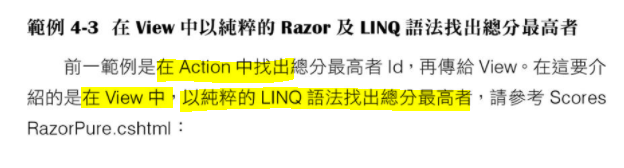 範例 4-3 在 View 中以純粹的 Razor 及 LINQ 語法找出總分最高者
前一範例是在 Action 中找出總分最高者 Id，再傳給 View。在這要介
紹的是在 View 中，以純粹的 LINQ 語法找出總分最高者，請參考 Scores
RazorPure.cshtml：